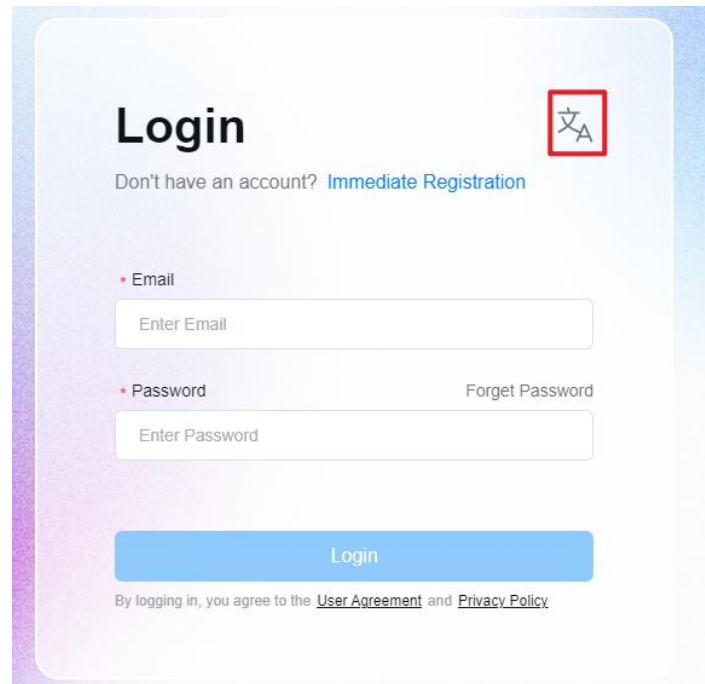 Login
文A
Don't have an account? Immediate Registration
* Email
Enter Email
* Password Forget Password
Enter Password
Login
By logging in, you agree to the User Agreement and Privacy Policy